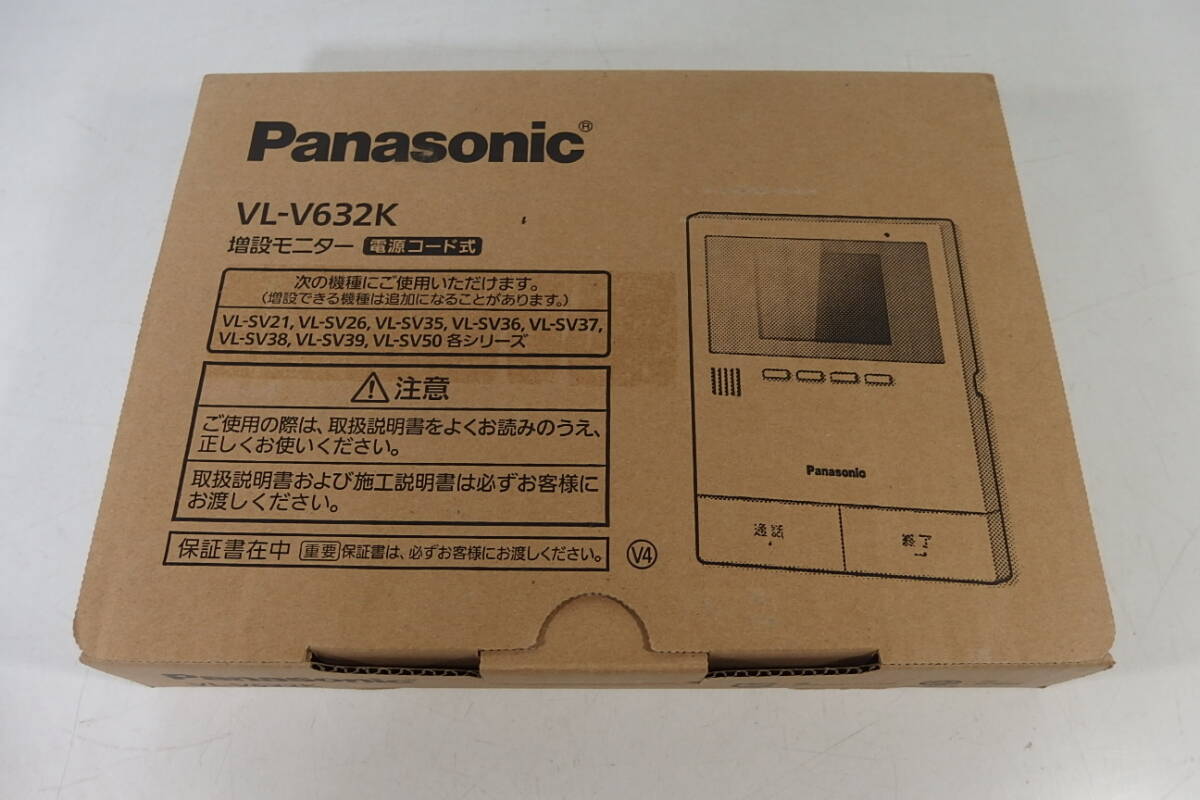 Panasonic®
VL-V632K
増設モニター 電源コード式
次の機種にご使用いただけます。
(増設できる機種は追加になることがあります。)
VL-SV21, VL-SV26, VL-SV35, VL-SV36, VL-SV37,
VL-SV38, VL-SV39, VL-SV50 各シリーズ
注意
ご使用の際は、取扱説明書をよくお読みのうえ、
正しくお使いください。
取扱説明書および施工説明書は必ずお客様に
お渡しください。
保証書在中 重要 保証書は、必ずお客様にお渡しください。
V4
Panasonic
通話
終了
Panasonic
VL-V632K